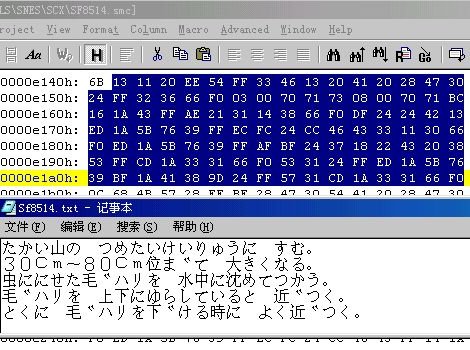 LS\SNES\SCX\SF8514.smc]
roject View Format Column Macro Advanced Window Help
Aa Wp H R Go
0000e140h: 6B 13 11 20 EE 54 FF 33 46 13 20 41 20 28 47 30
0000e150h: 24 FF 32 36 66 F0 03 00 70 71 73 08 00 70 71 BC
0000e160h: 16 1A 43 FF AE 21 31 14 38 66 F0 DF 24 24 42 13
0000e170h: ED 1A 5B 76 39 FF EC FC 24 CC 46 43 33 11 30 66
0000e180h: F0 ED 1A 5B 76 39 FF AF BF 24 37 18 22 43 20 38
0000e190h: 53 FF CD 1A 33 31 66 F0 53 31 24 FF ED 1A 5B 76
0000e1a0h: 39 BF 1A 41 38 9D 24 FF 57 31 CD 1A 33 31 66 F0
Sf8514.txt - 记事本
文件(F) 编辑(E) 搜索(S) 帮助(H)
たかい山の つめたいけいりゅうに すむ。
30Cm~80Cm位ま゛て 大きくなる。
虫ににせた毛゛ハリを 水中に沈めてつかう。
毛゛ハリを 上下にゆらしていると 近゛つく。
とくに 毛゛ハリを下゛ける時に よく近゛つく。